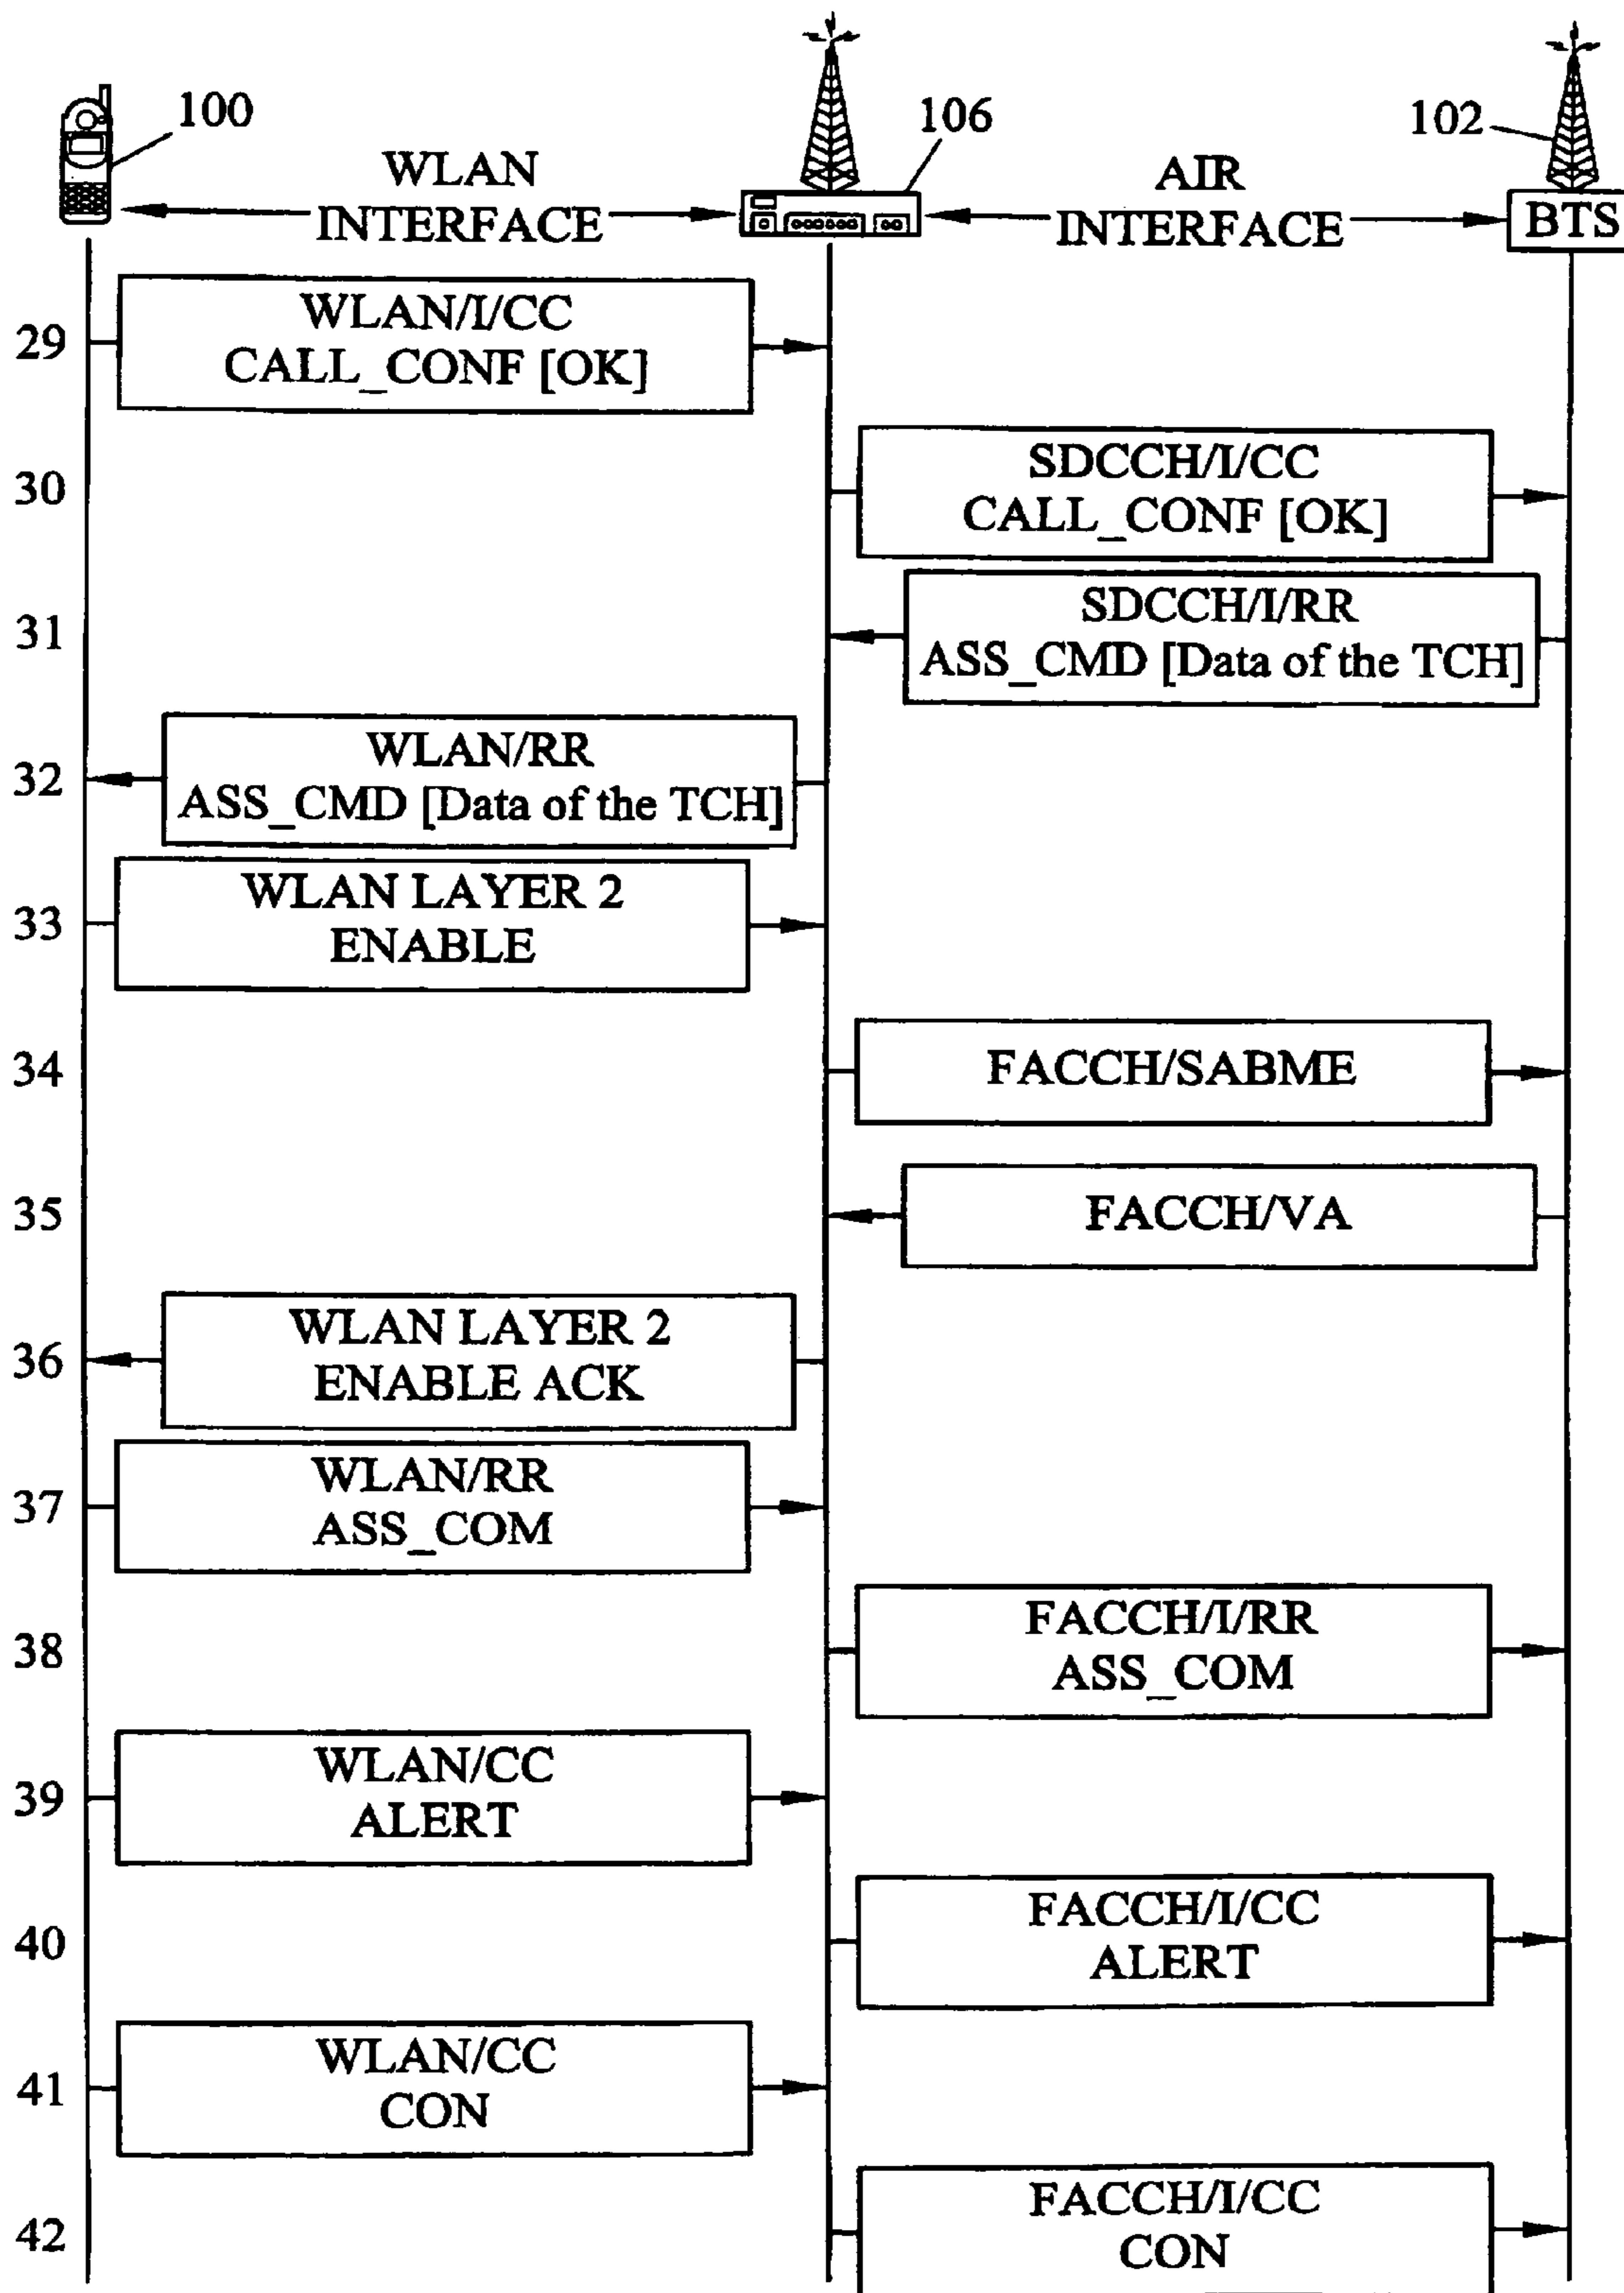 100
106
102
WLAN
INTERFACE
AIR
INTERFACE
BTS
29
WLAN/I/CC
CALL_CONF [OK]
30
SDCCH/I/CC
CALL_CONF [OK]
31
SDCCH/I/RR
ASS_CMD [Data of the TCH]
32
WLAN/RR
ASS_CMD [Data of the TCH]
33
WLAN LAYER 2
ENABLE
34
FACCH/SABME
35
FACCH/VA
36
WLAN LAYER 2
ENABLE ACK
37
WLAN/RR
ASS_COM
38
FACCH/I/RR
ASS_COM
39
WLAN/CC
ALERT
40
FACCH/I/CC
ALERT
41
WLAN/CC
CON
42
FACCH/I/CC
CON